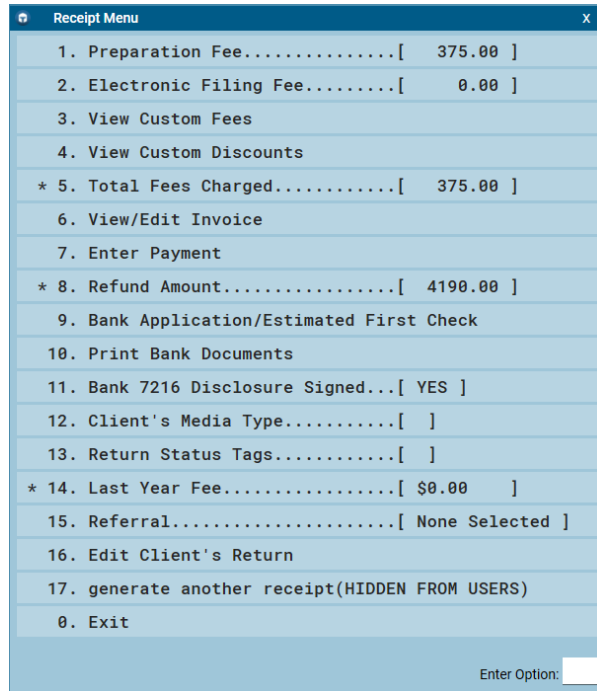 Receipt Menu X
1. Preparation Fee...............[ 375.00 ]
2. Electronic Filing Fee.........[ 0.00 ]
3. View Custom Fees
4. View Custom Discounts
* 5. Total Fees Charged............[ 375.00 ]
6. View/Edit Invoice
7. Enter Payment
* 8. Refund Amount.................[ 4190.00 ]
9. Bank Application/Estimated First Check
10. Print Bank Documents
11. Bank 7216 Disclosure Signed...[ YES ]
12. Client's Media Type...........[ ]
13. Return Status Tags............[ ]
* 14. Last Year Fee.................[ $0.00 ]
15. Referral......................[ None Selected ]
16. Edit Client's Return
17. generate another receipt(HIDDEN FROM USERS)
0. Exit
Enter Option: